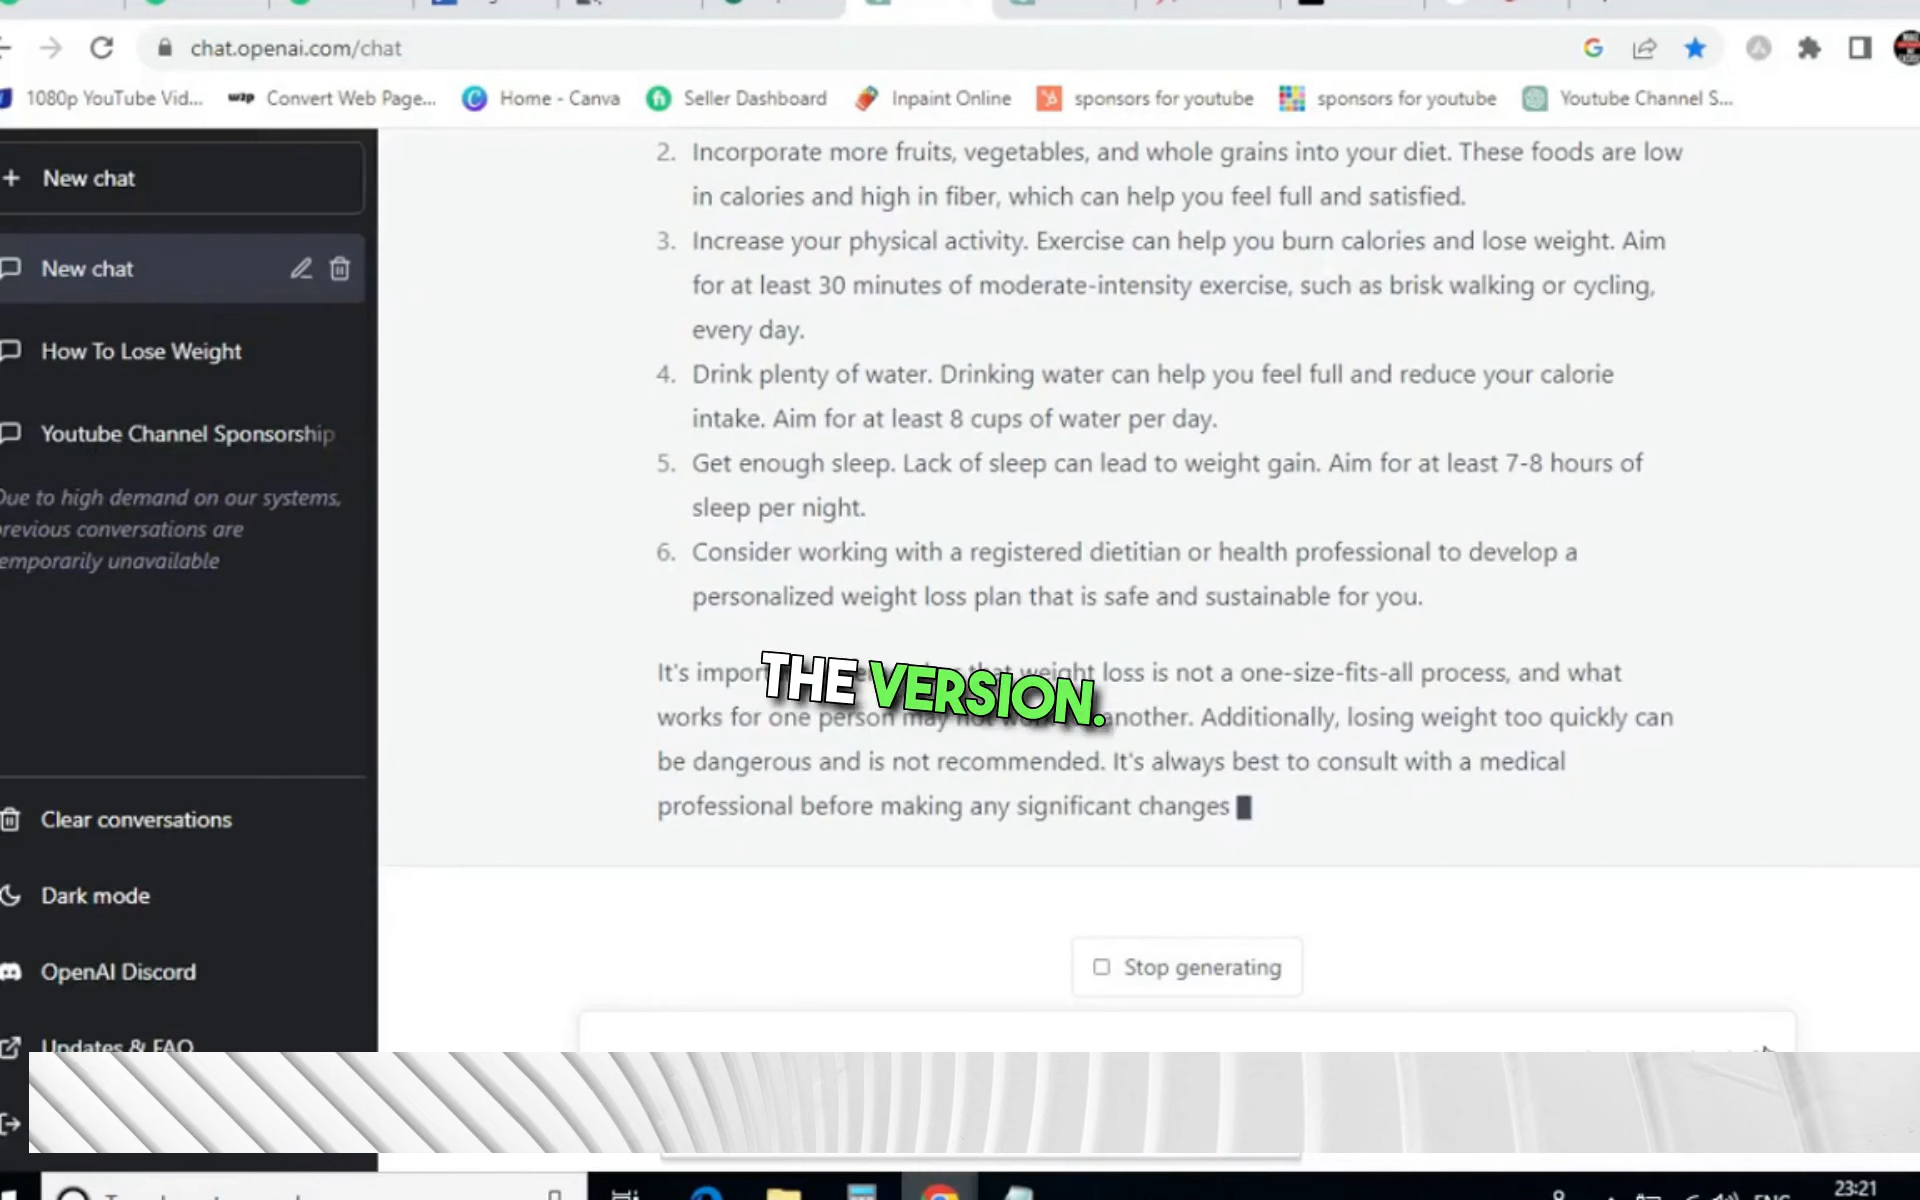 chat.openai.com/chat
1080p YouTube Vid...
Convert Web Page...
Home - Canva
Seller Dashboard
Inpaint Online
sponsors for youtube
sponsors for youtube
Youtube Channel S...
New chat
New chat
How To Lose Weight
Youtube Channel Sponsorship
Due to high demand on our systems,
previous conversations are
temporarily unavailable
Clear conversations
Dark mode
OpenAI Discord
Updates & FAQ
2. Incorporate more fruits, vegetables, and whole grains into your diet. These foods are low
in calories and high in fiber, which can help you feel full and satisfied.
3. Increase your physical activity. Exercise can help you burn calories and lose weight. Aim
for at least 30 minutes of moderate-intensity exercise, such as brisk walking or cycling,
every day.
4. Drink plenty of water. Drinking water can help you feel full and reduce your calorie
intake. Aim for at least 8 cups of water per day.
5. Get enough sleep. Lack of sleep can lead to weight gain. Aim for at least 7-8 hours of
sleep per night.
6. Consider working with a registered dietitian or health professional to develop a
personalized weight loss plan that is safe and sustainable for you.
It's that weight loss is not a one-size-fits-all process, and what
works for one person may not another. Additionally, losing weight too quickly can
be dangerous and is not recommended. It's always best to consult with a medical
professional before making any significant changes
THE VERSION.
Stop generating
23:21